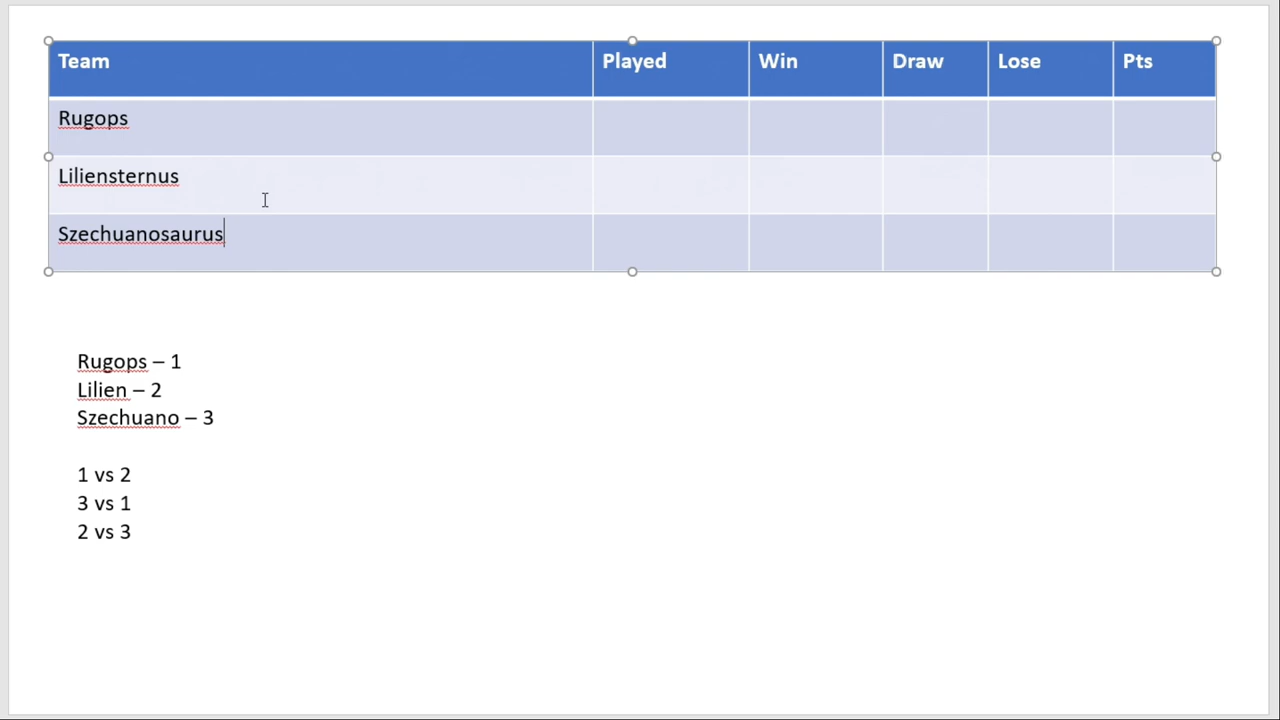 Team Played Win Draw Lose Pts
Rugops
Liliensternus
Szechuanosaurus
Rugops – 1
Lilien – 2
Szechuano – 3
1 vs 2
3 vs 1
2 vs 3